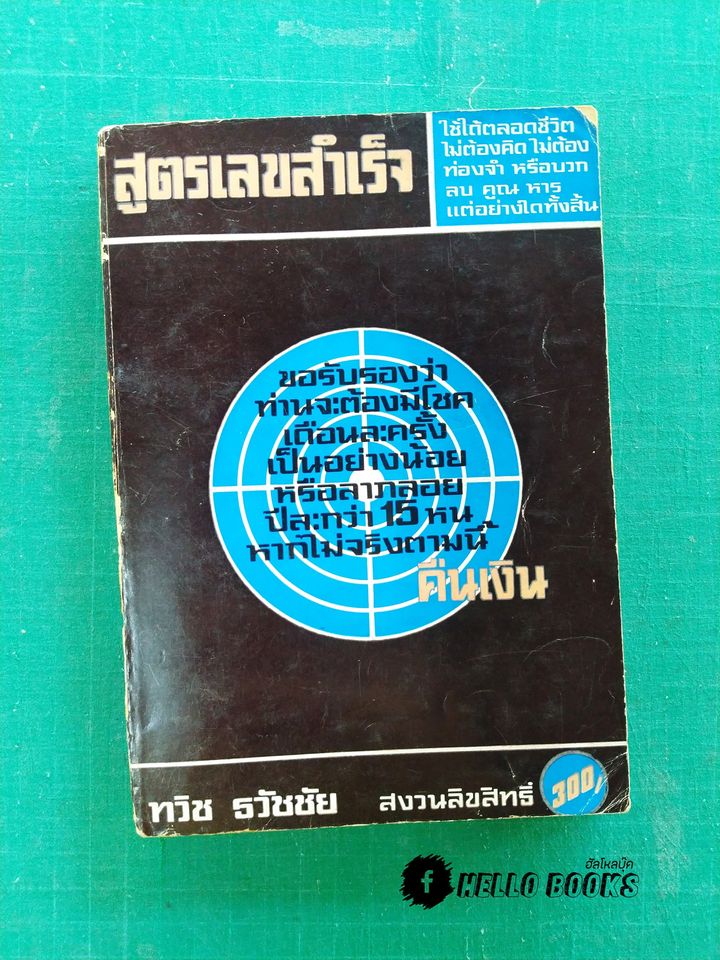 สูตรเลขสำเร็จ
ใช้ได้ตลอดชีวิต
ไม่ต้องคิด ไม่ต้อง
ท่องจำ หรือบวก
ลบ คูณ หาร
แต่อย่างใดทั้งสิ้น
ขอรับรองว่า
ท่านจะต้องมีโชค
เดือนละครั้ง
เป็นอย่างน้อย
หรือลาภลอย
ปีละกว่า 15 หน
หากไม่จริงตามนี้
คืนเงิน
ทวิช ธวัชชัย สงวนลิขสิทธิ์ 300,
ฮัลโหลบุ๊ค
f HELLO BOOKS